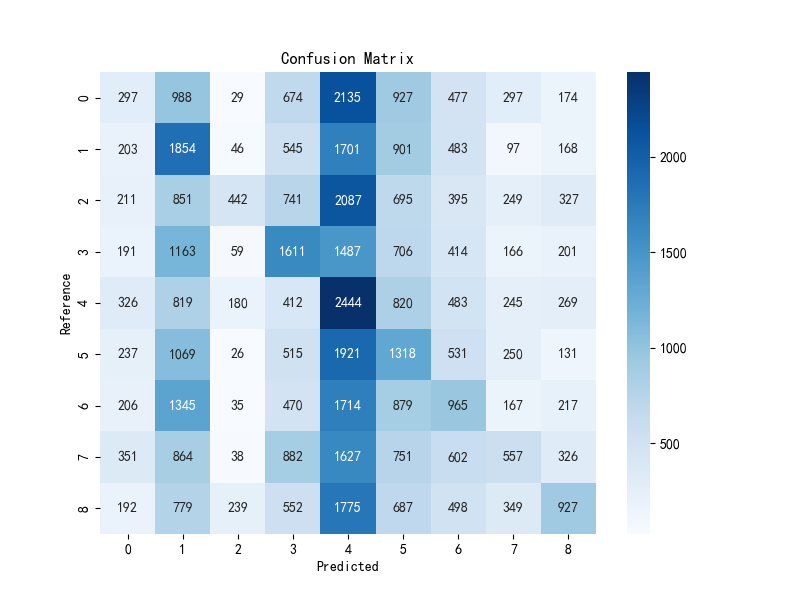 Confusion Matrix
0 297 988 29 674 2135 927 477 297 174
1 203 1854 46 545 1701 901 483 97 168
2 211 851 442 741 2087 695 395 249 327
3 191 1163 59 1611 1487 706 414 166 201
4 326 819 180 412 2444 820 483 245 269
5 237 1069 26 515 1921 1318 531 250 131
6 206 1345 35 470 1714 879 965 167 217
7 351 864 38 882 1627 751 602 557 326
8 192 779 239 552 1775 687 498 349 927
0 1 2 3 4 5 6 7 8
Predicted
Reference
2000
1500
1000
500